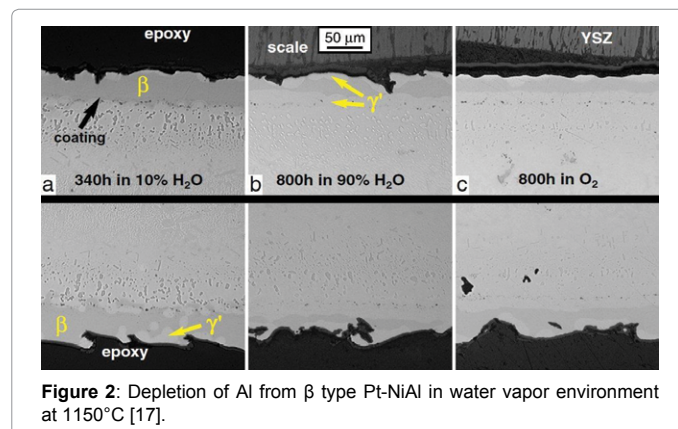 epoxy
scale
50 μm
YSZ
β
γ'
coating
a
340h in 10% H₂O
b
800h in 90% H₂O
c
800h in O₂
β
γ'
epoxy
Figure 2: Depletion of Al from β type Pt-NiAl in water vapor environment
at 1150°C [17].